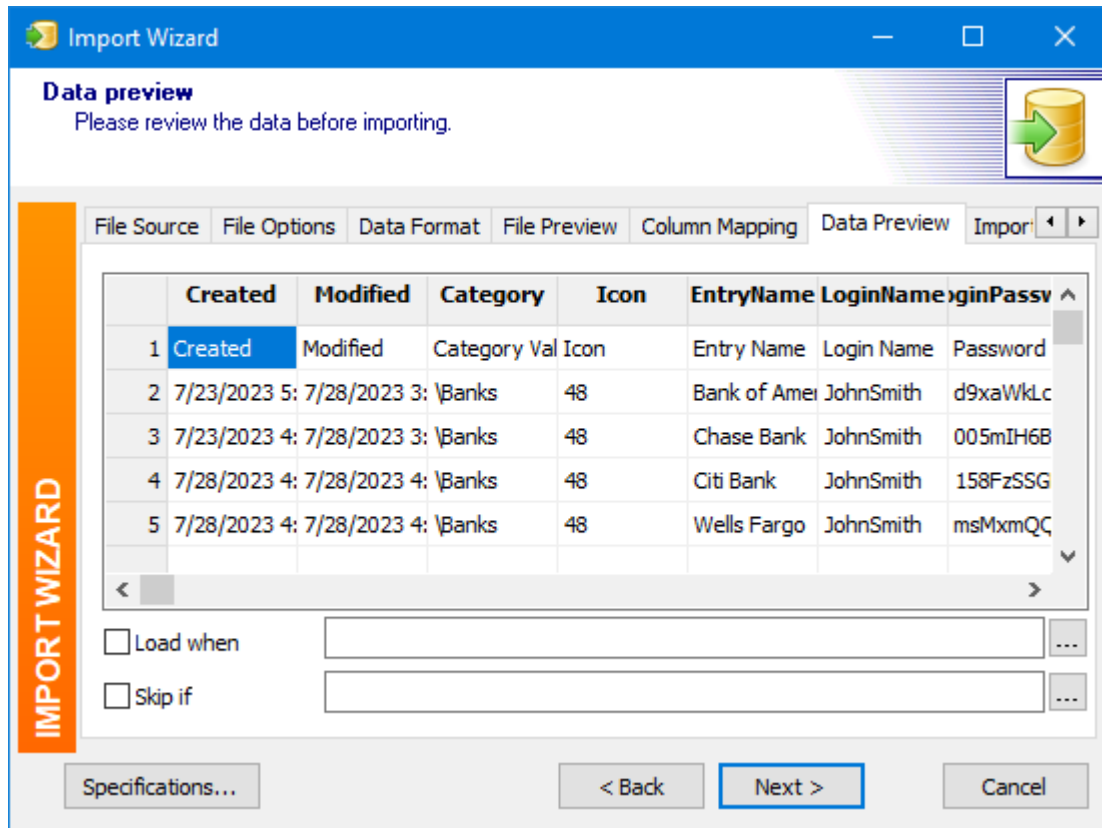 Import Wizard
Data preview
Please review the data before importing.
File Source File Options Data Format File Preview Column Mapping Data Preview Impor
Created Modified Category Icon EntryName LoginName oginPassw
1 Created Modified Category Val Icon Entry Name Login Name Password
2 7/23/2023 5: 7/28/2023 3: \Banks 48 Bank of Amer JohnSmith d9xaWkLc
3 7/23/2023 4: 7/28/2023 3: \Banks 48 Chase Bank JohnSmith 005mIH6B
4 7/28/2023 4: 7/28/2023 4: \Banks 48 Citi Bank JohnSmith 158FzSSG
5 7/28/2023 4: 7/28/2023 4: \Banks 48 Wells Fargo JohnSmith msMxmQQ
IMPORT WIZARD
Load when ...
Skip if ...
Specifications... < Back Next > Cancel